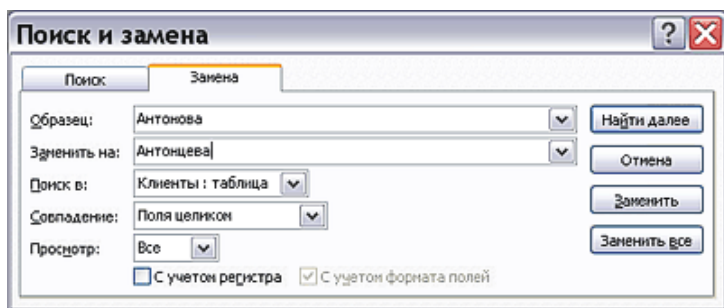 Поиск и замена
Поиск Замена
Образец: Антонова Найти далее
Заменить на: Антонцева Отмена
Поиск в: Клиенты : таблица
Совпадение: Поля целиком Заменить
Просмотр: Все Заменить все
С учетом регистра С учетом формата полей